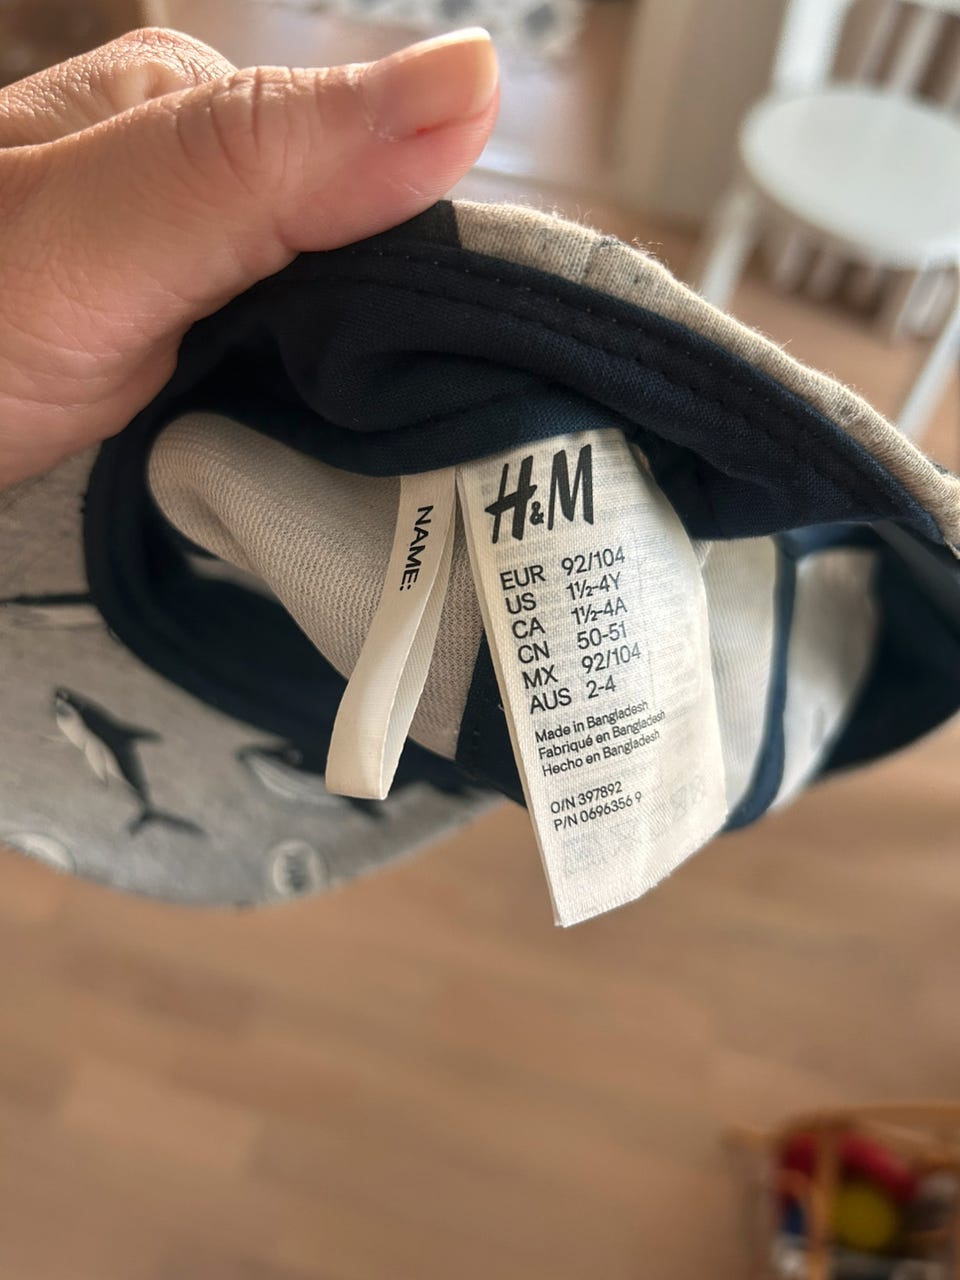 NAME:
H&M
EUR 92/104
US 1½-4Y
CA 1½-4A
CN 50-51
MX 92/104
AUS 2-4
Made in Bangladesh
Fabriqué en Bangladesh
Hecho en Bangladesh
O/N 397892
P/N 0696356 9